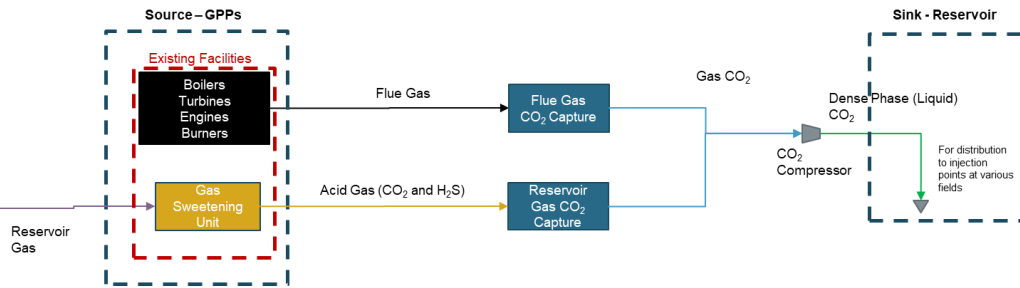 Source – GPPs
Sink - Reservoir
Existing Facilities
Boilers
Turbines
Engines
Burners
Flue Gas
Flue Gas
CO₂ Capture
Gas CO₂
Dense Phase (Liquid)
CO₂
CO₂
Compressor
For distribution
to injection
points at various
fields
Gas
Sweetening
Unit
Acid Gas (CO₂ and H₂S)
Reservoir
Gas CO₂
Capture
Reservoir
Gas